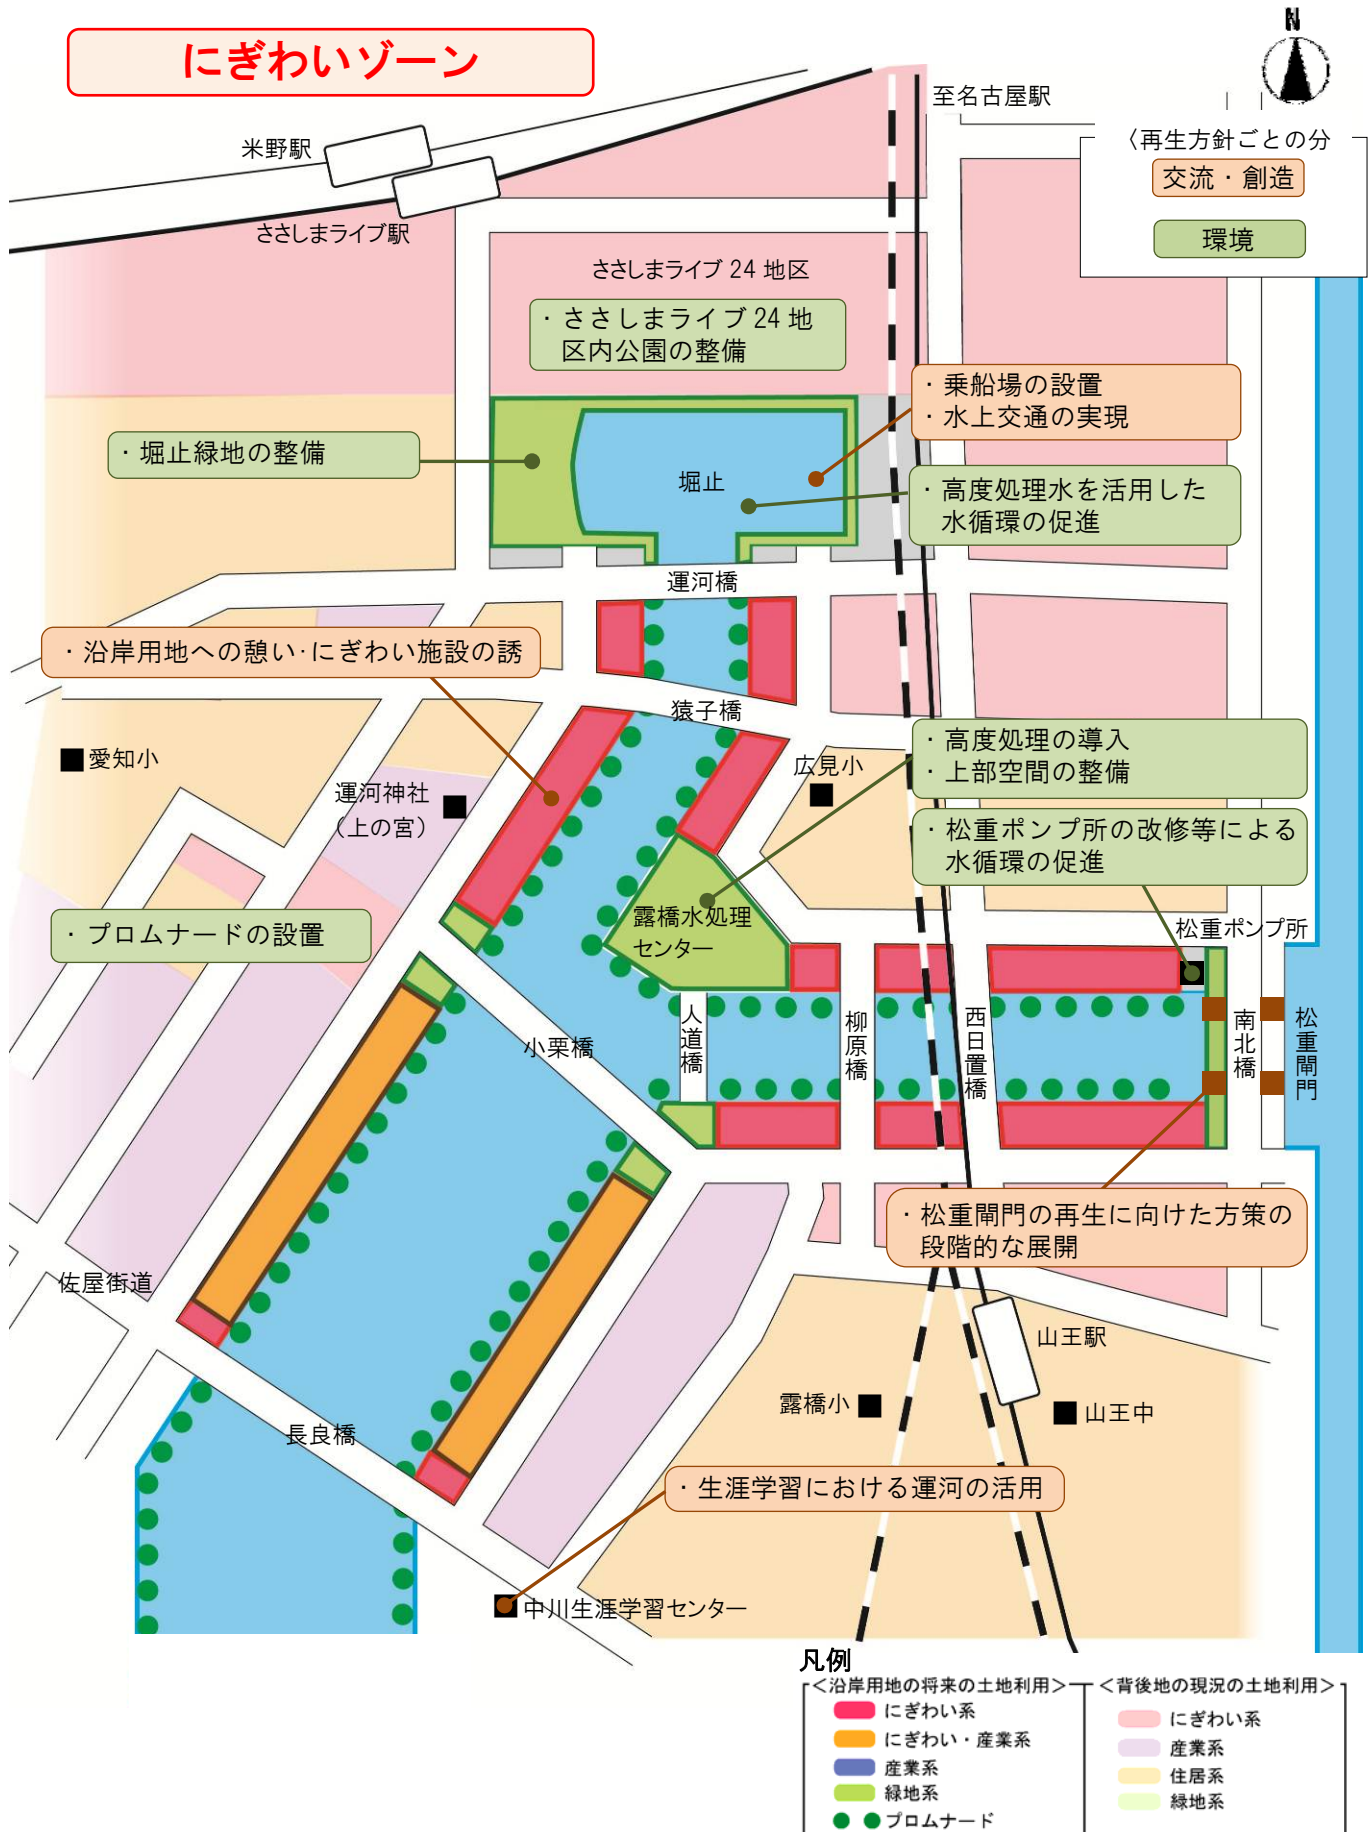 にぎわいゾーン
N
至名古屋駅
〈再生方針ごとの分
交流・創造
環境
米野駅
ささしまライブ駅
ささしまライブ 24 地区
・ささしまライブ 24 地
区内公園の整備
・乗船場の設置
・水上交通の実現
・堀止緑地の整備
堀止
・高度処理水を活用した
水循環の促進
運河橋
・沿岸用地への憩い・にぎわい施設の誘
猿子橋
・高度処理の導入
・上部空間の整備
愛知小
広見小
運河神社
（上の宮）
・松重ポンプ所の改修等による
水循環の促進
・プロムナードの設置
露橋水処理
センター
松重ポンプ所
人道橋
柳原橋
西日置橋
南北橋
松重閘門
小栗橋
・松重閘門の再生に向けた方策の
段階的な展開
佐屋街道
山王駅
露橋小
山王中
長良橋
・生涯学習における運河の活用
中川生涯学習センター
凡例
＜沿岸用地の将来の土地利用＞
にぎわい系
にぎわい・産業系
産業系
緑地系
プロムナード
＜背後地の現況の土地利用＞
にぎわい系
産業系
住居系
緑地系